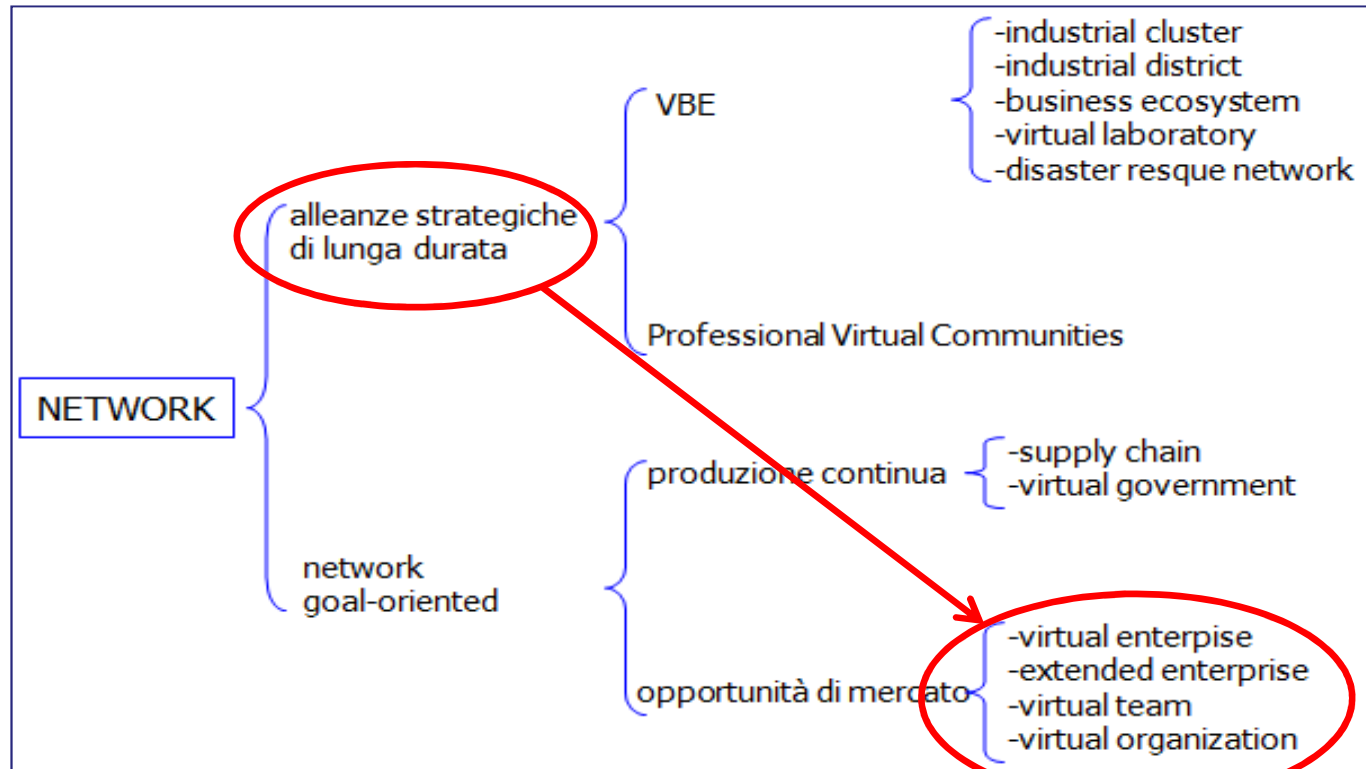 NETWORK
alleanze strategiche
di lunga durata
VBE
-industrial cluster
-industrial district
-business ecosystem
-virtual laboratory
-disaster resque network
Professional Virtual Communities
network
goal-oriented
produzione continua
-supply chain
-virtual government
opportunità di mercato
-virtual enterpise
-extended enterprise
-virtual team
-virtual organization